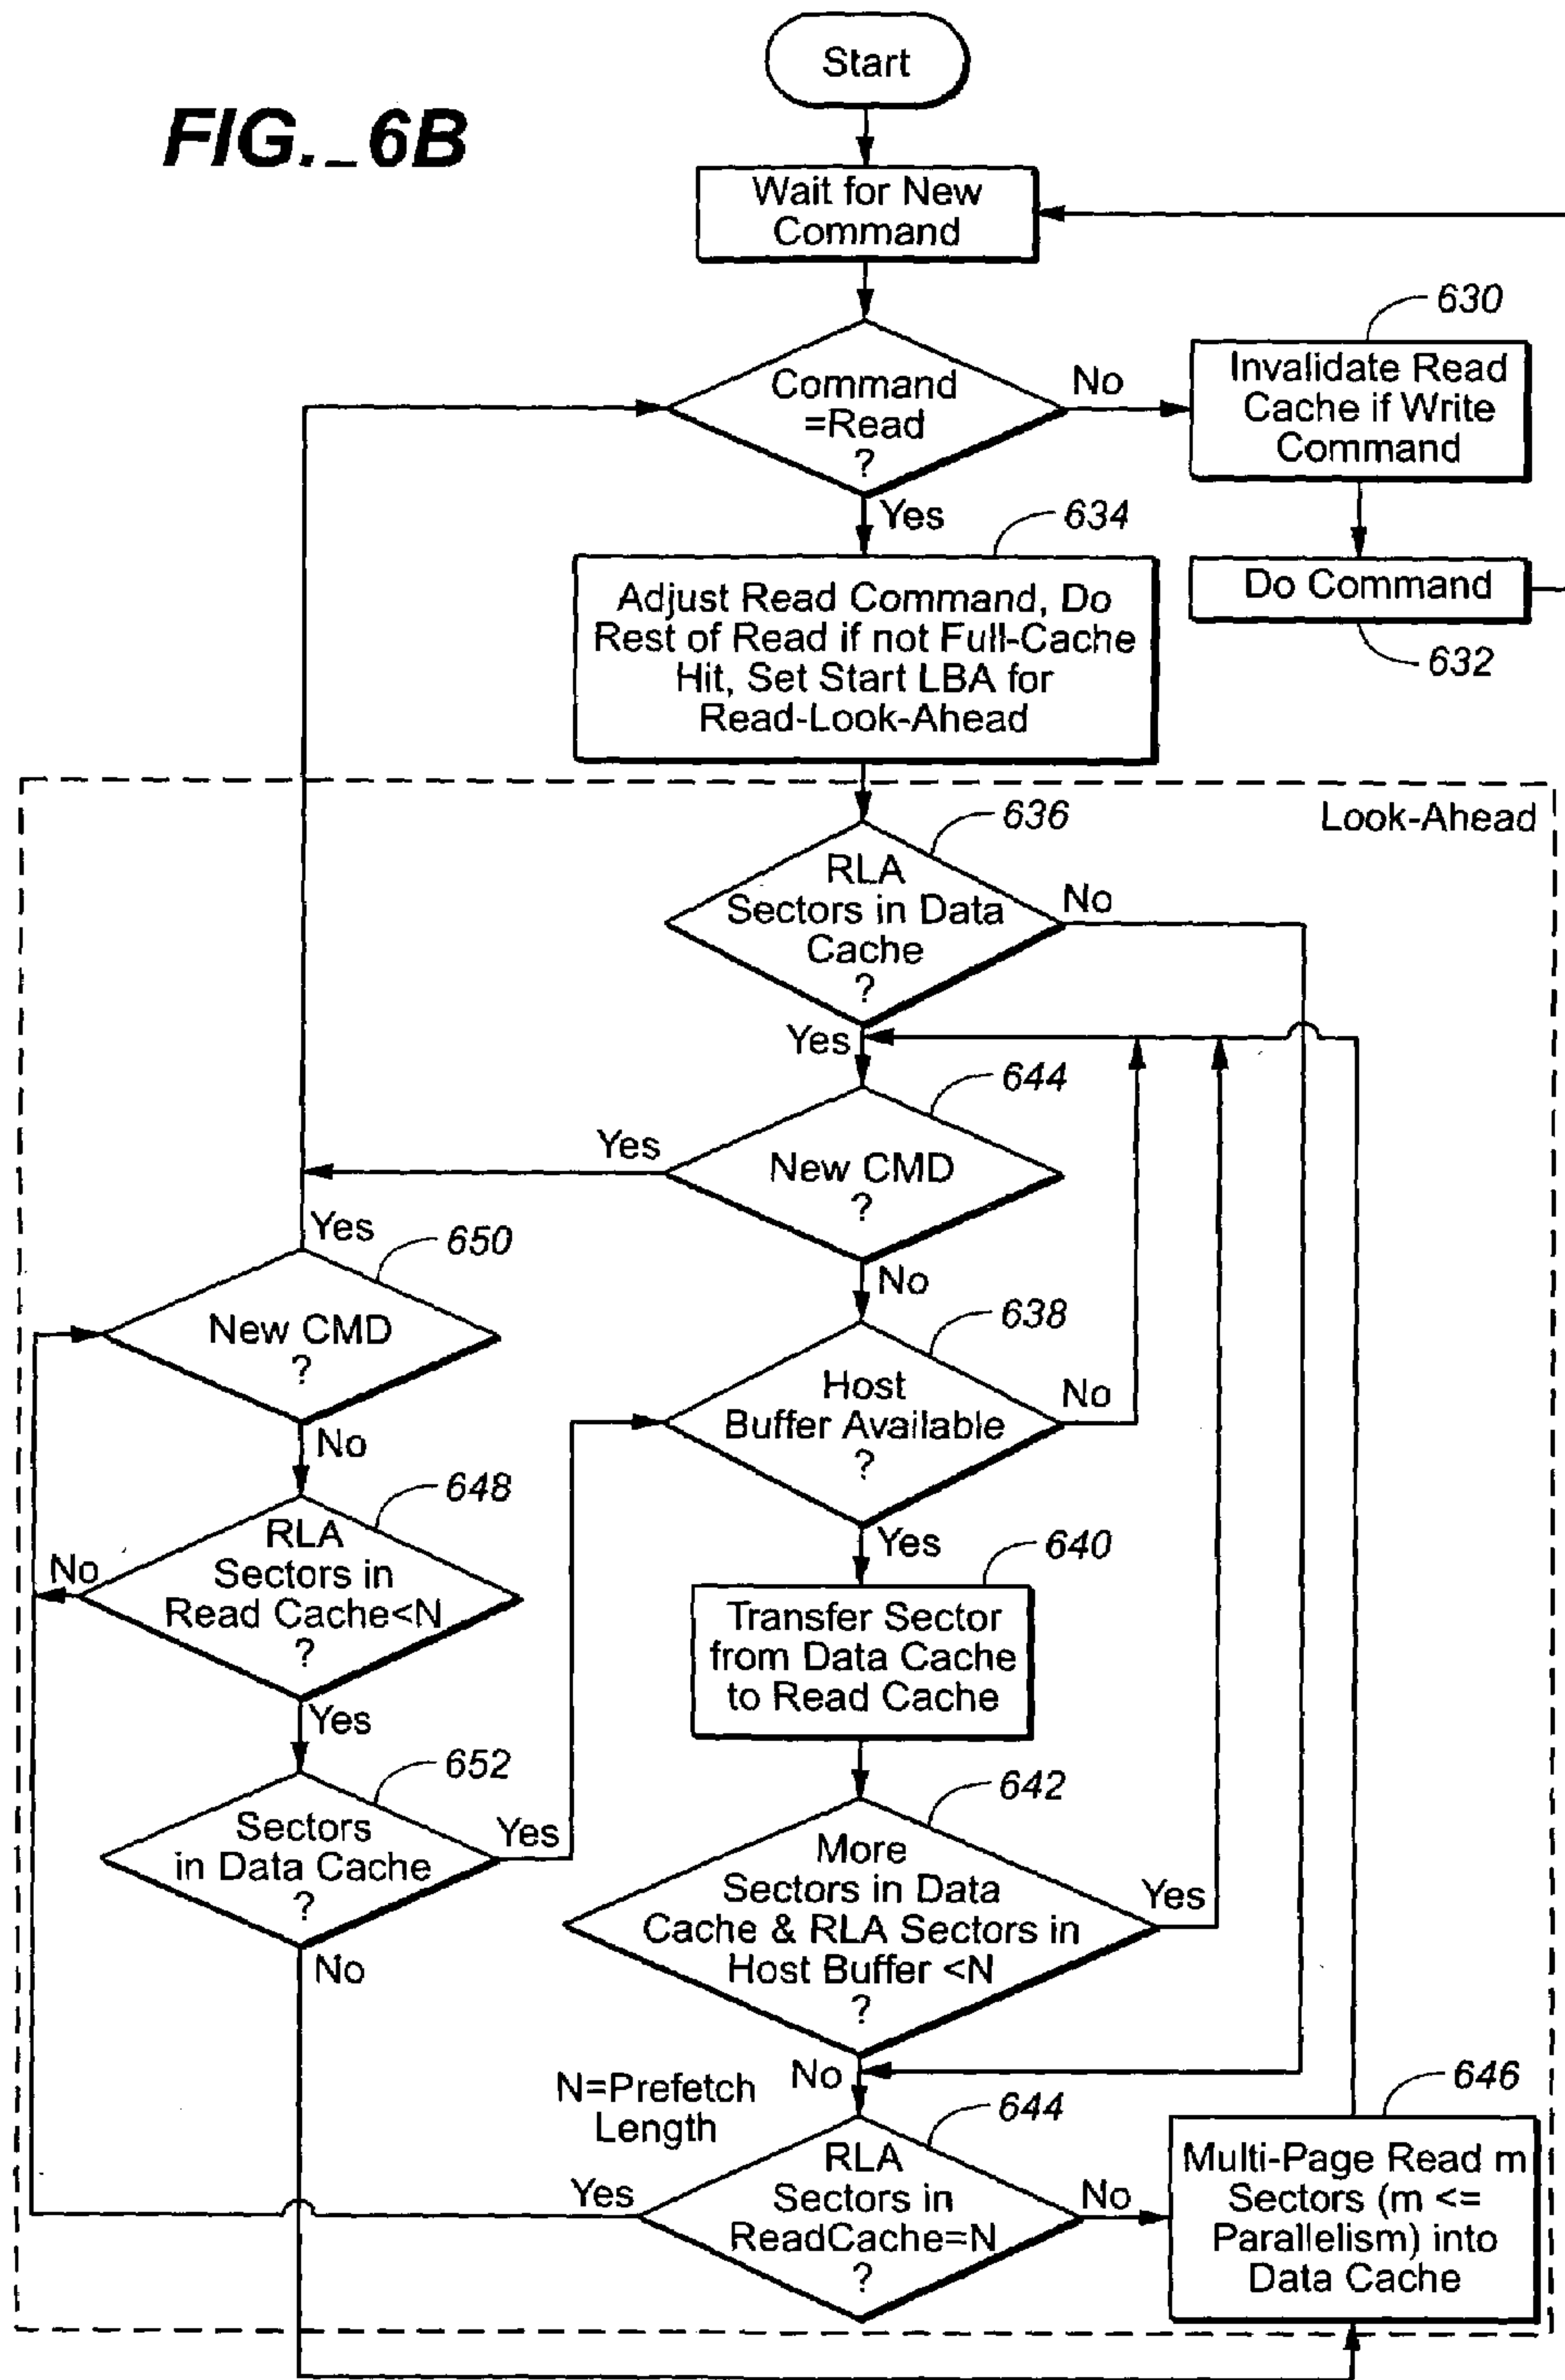 FIG._6B
Start
Wait for New
Command
Command
=Read
?
No
630
Invalidate Read
Cache if Write
Command
Yes
634
Adjust Read Command, Do
Rest of Read if not Full-Cache
Hit, Set Start LBA for
Read-Look-Ahead
Do Command
632
Look-Ahead
636
RLA
Sectors in Data
Cache
?
No
Yes
644
New CMD
?
Yes
No
Yes
650
New CMD
?
No
638
Host
Buffer Available
?
No
Yes
648
RLA
Sectors in
Read Cache<N
?
No
Yes
640
Transfer Sector
from Data Cache
to Read Cache
652
Sectors
in Data Cache
?
Yes
No
642
More
Sectors in Data
Cache & RLA Sectors in
Host Buffer <N
?
Yes
No
N=Prefetch
Length
644
RLA
Sectors in
ReadCache=N
?
Yes
No
646
Multi-Page Read m
Sectors (m <=
Parallelism) into
Data Cache